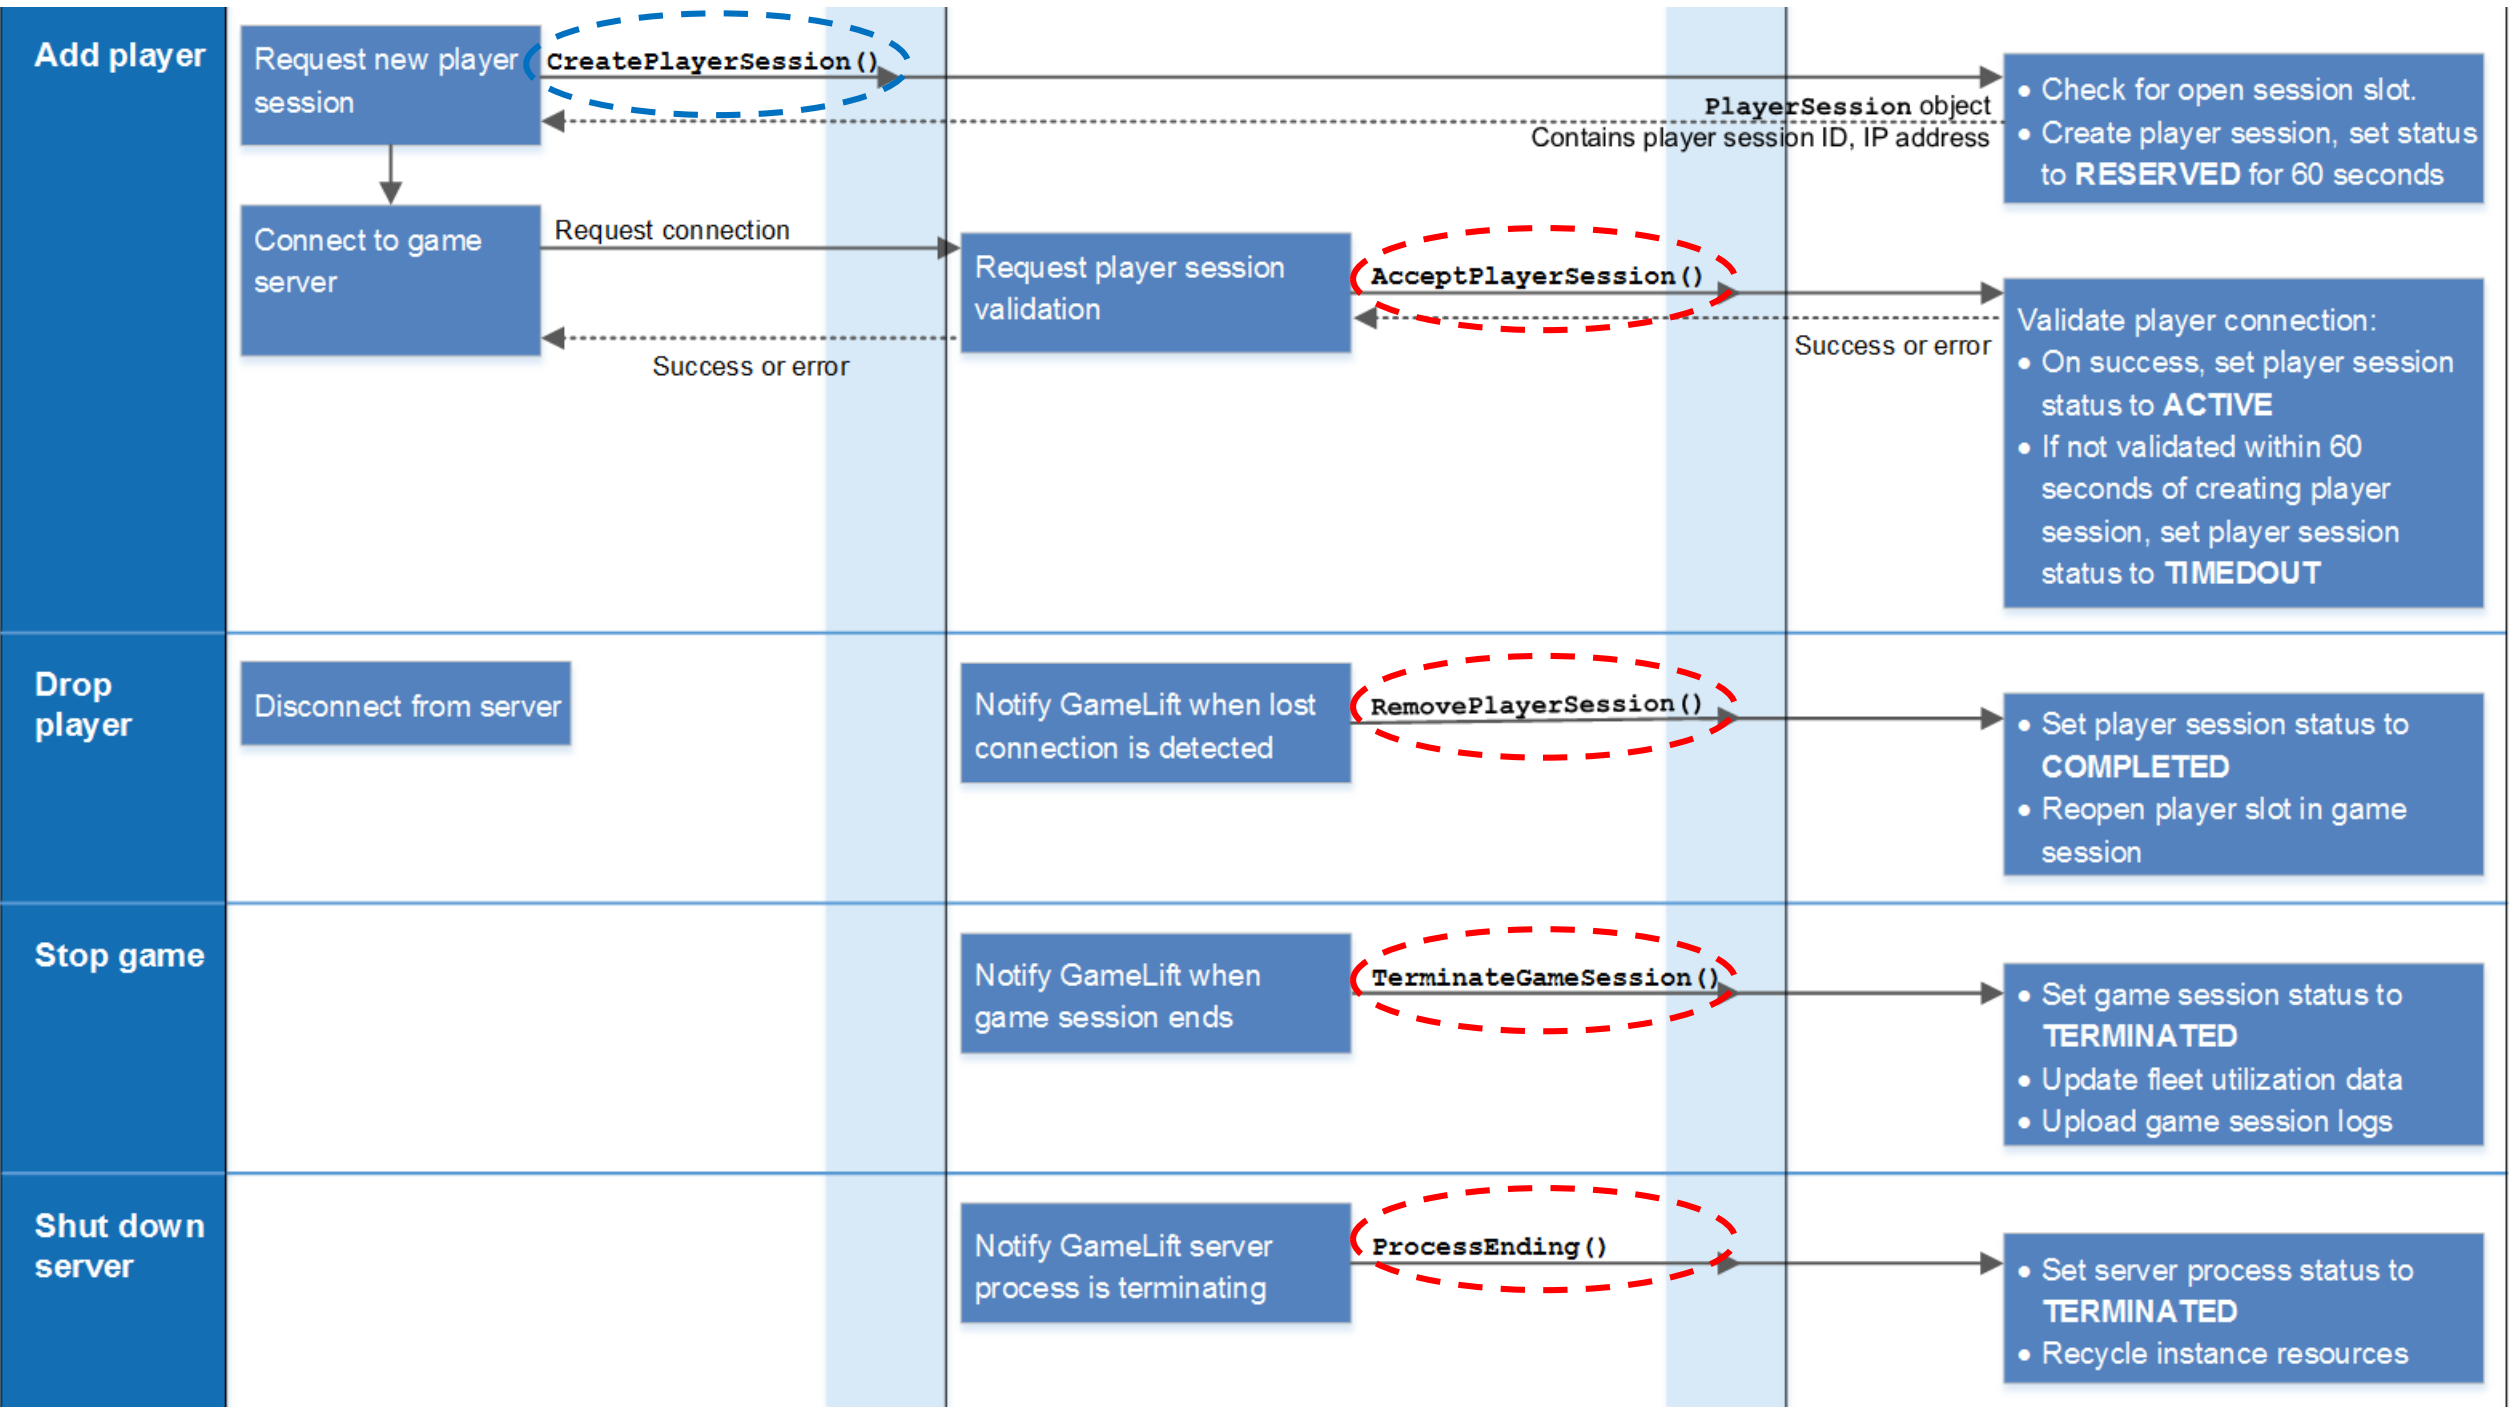 Add player
Request new player
session
CreatePlayerSession()
PlayerSession object
Contains player session ID, IP address
• Check for open session slot.
• Create player session, set status
to RESERVED for 60 seconds
Connect to game
server
Request connection
Success or error
Request player session
validation
AcceptPlayerSession()
Success or error
Validate player connection:
• On success, set player session
status to ACTIVE
• If not validated within 60
seconds of creating player
session, set player session
status to TIMEDOUT
Drop
player
Disconnect from server
Notify GameLift when lost
connection is detected
RemovePlayerSession()
• Set player session status to
COMPLETED
• Reopen player slot in game
session
Stop game
Notify GameLift when
game session ends
TerminateGameSession()
• Set game session status to
TERMINATED
• Update fleet utilization data
• Upload game session logs
Shut down
server
Notify GameLift server
process is terminating
ProcessEnding()
• Set server process status to
TERMINATED
• Recycle instance resources